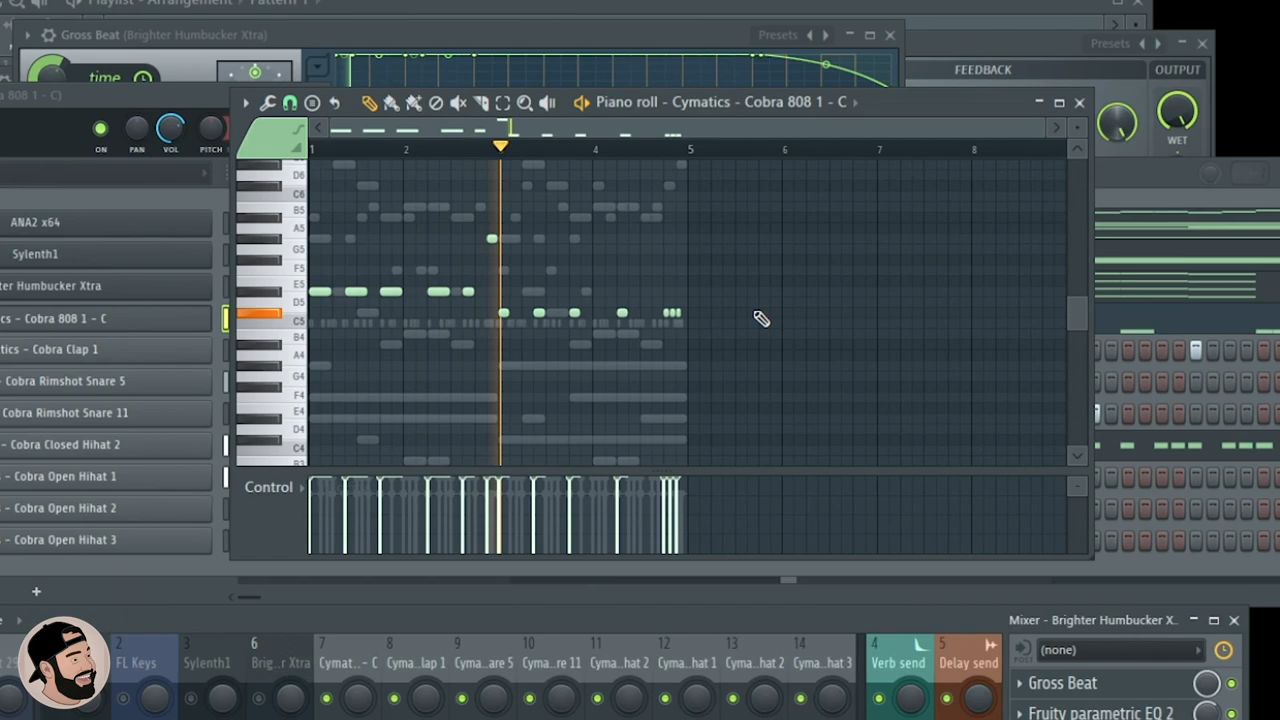 Playlist - Arrangement Pattern 1
Gross Beat (Brighter Humbucker Xtra)
Presets
Presets
time
FEEDBACK
OUTPUT
WET
808 1 - C)
ON
PAN
VOL
PITCH
Piano roll - Cymatics - Cobra 808 1 - C
1
2
4
5
6
7
8
D6
C6
B5
A5
G5
F5
E5
D5
C5
B4
A4
G4
F4
E4
D4
C4
B3
Control
ANA2 x64
Sylenth1
ter Humbucker Xtra
cs - Cobra 808 1 - C
tics - Cobra Clap 1
- Cobra Rimshot Snare 5
Cobra Rimshot Snare 11
- Cobra Closed Hihat 2
s - Cobra Open Hihat 1
s - Cobra Open Hihat 2
s - Cobra Open Hihat 3
+
2
FL Keys
3
Sylenth1
6
Brig..r Xtra
7
Cymat..- C
8
Cyma..lap 1
9
Cyma..are 5
10
Cyma..re 11
11
Cyma..hat 2
12
Cyma..hat 1
13
Cyma..hat 2
14
Cyma..hat 3
4
Verb send
5
Delay send
Mixer - Brighter Humbucker X..
POST
(none)
Gross Beat
Fruity parametric EQ 2